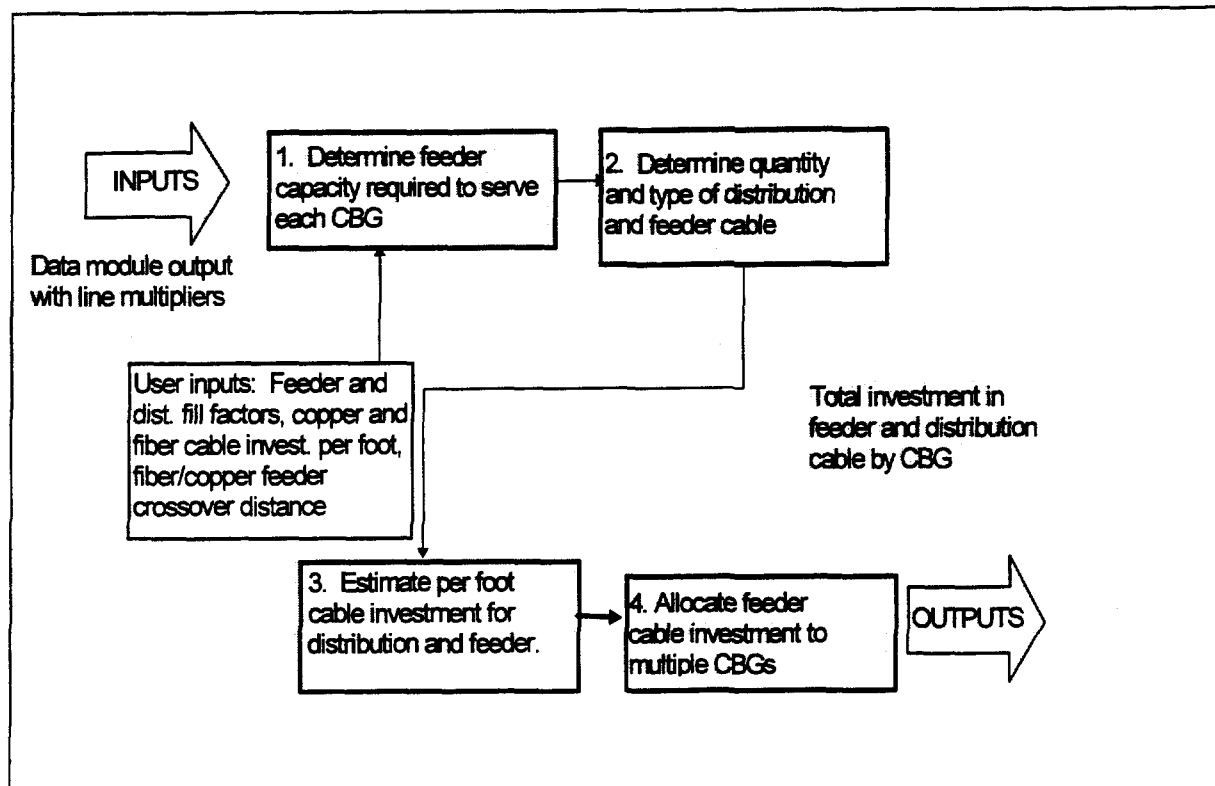 INPUTS
Data module output
with line multipliers
1. Determine feeder
capacity required to serve
each CBG
2. Determine quantity
and type of distribution
and feeder cable
User inputs: Feeder and
dist. fill factors, copper and
fiber cable invest. per foot,
fiber/copper feeder
crossover distance
Total investment in
feeder and distribution
cable by CBG
3. Estimate per foot
cable investment for
distribution and feeder.
4. Allocate feeder
cable investment to
multiple CBGs
OUTPUTS